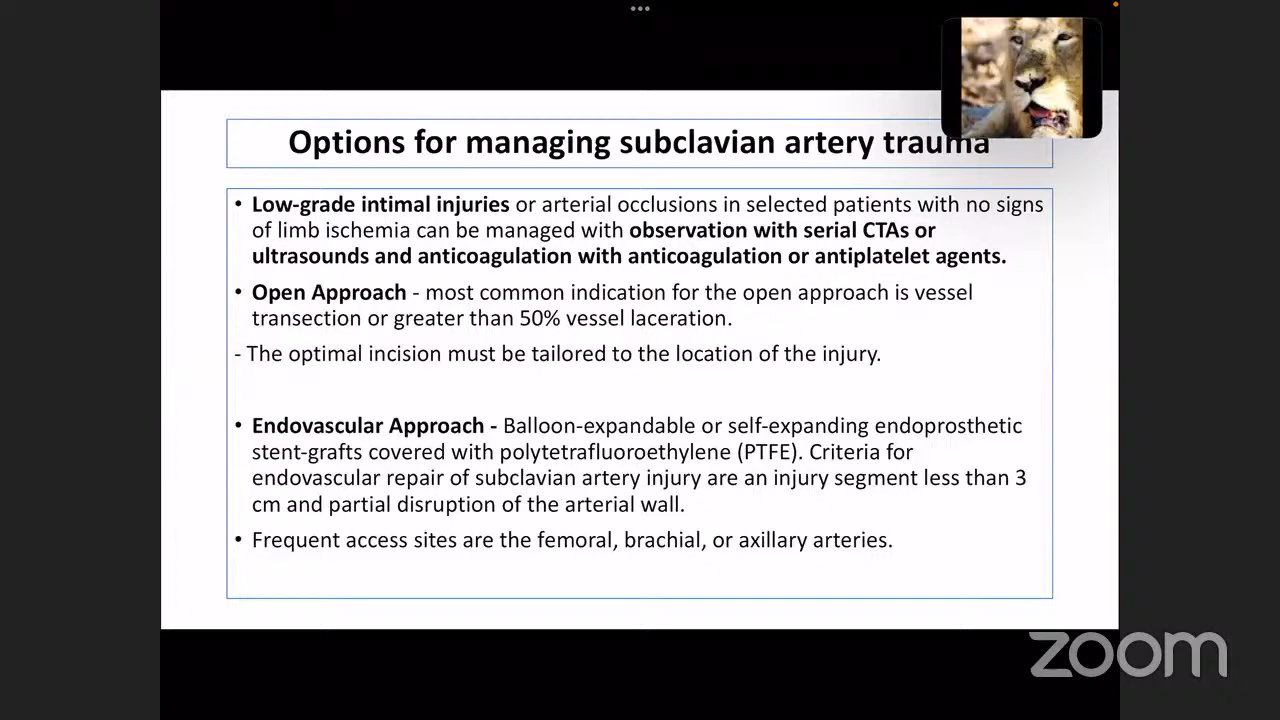 Options for managing subclavian artery trauma
• Low-grade intimal injuries or arterial occlusions in selected patients with no signs
of limb ischemia can be managed with observation with serial CTAs or
ultrasounds and anticoagulation with anticoagulation or antiplatelet agents.
• Open Approach - most common indication for the open approach is vessel
transection or greater than 50% vessel laceration.
- The optimal incision must be tailored to the location of the injury.
• Endovascular Approach - Balloon-expandable or self-expanding endoprosthetic
stent-grafts covered with polytetrafluoroethylene (PTFE). Criteria for
endovascular repair of subclavian artery injury are an injury segment less than 3
cm and partial disruption of the arterial wall.
• Frequent access sites are the femoral, brachial, or axillary arteries.
zoom